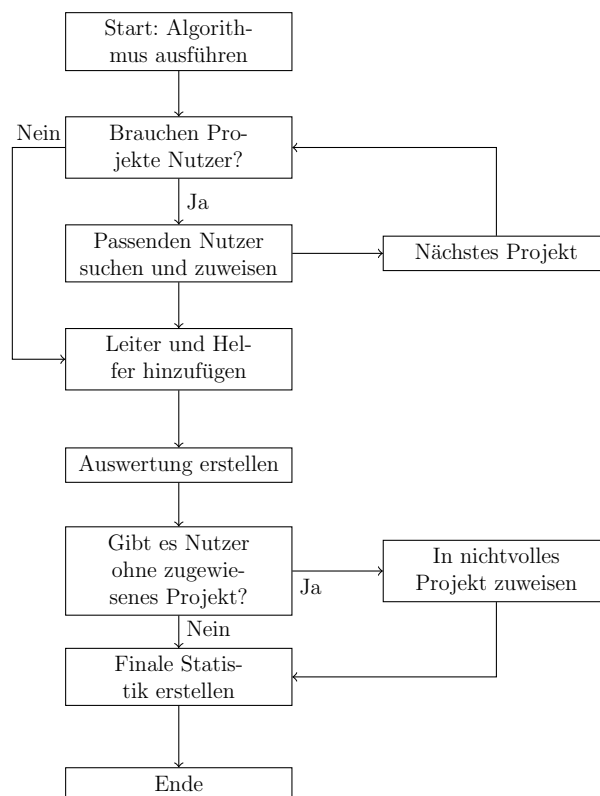 Start: Algorith-
mus ausführen
Nein
Brauchen Pro-
jekte Nutzer?
Ja
Passenden Nutzer
suchen und zuweisen
Nächstes Projekt
Leiter und Hel-
fer hinzufügen
Auswertung erstellen
Gibt es Nutzer
ohne zugewie-
senes Projekt?
Ja
In nichtvolles
Projekt zuweisen
Nein
Finale Statis-
tik erstellen
Ende